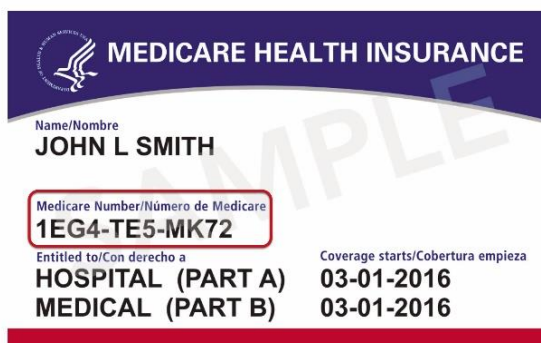 MEDICARE HEALTH INSURANCE
Name/Nombre
JOHN L SMITH
SAMPLE
Medicare Number/Número de Medicare
1EG4-TE5-MK72
Entitled to/Con derecho a
Coverage starts/Cobertura empieza
HOSPITAL (PART A) 03-01-2016
MEDICAL (PART B) 03-01-2016